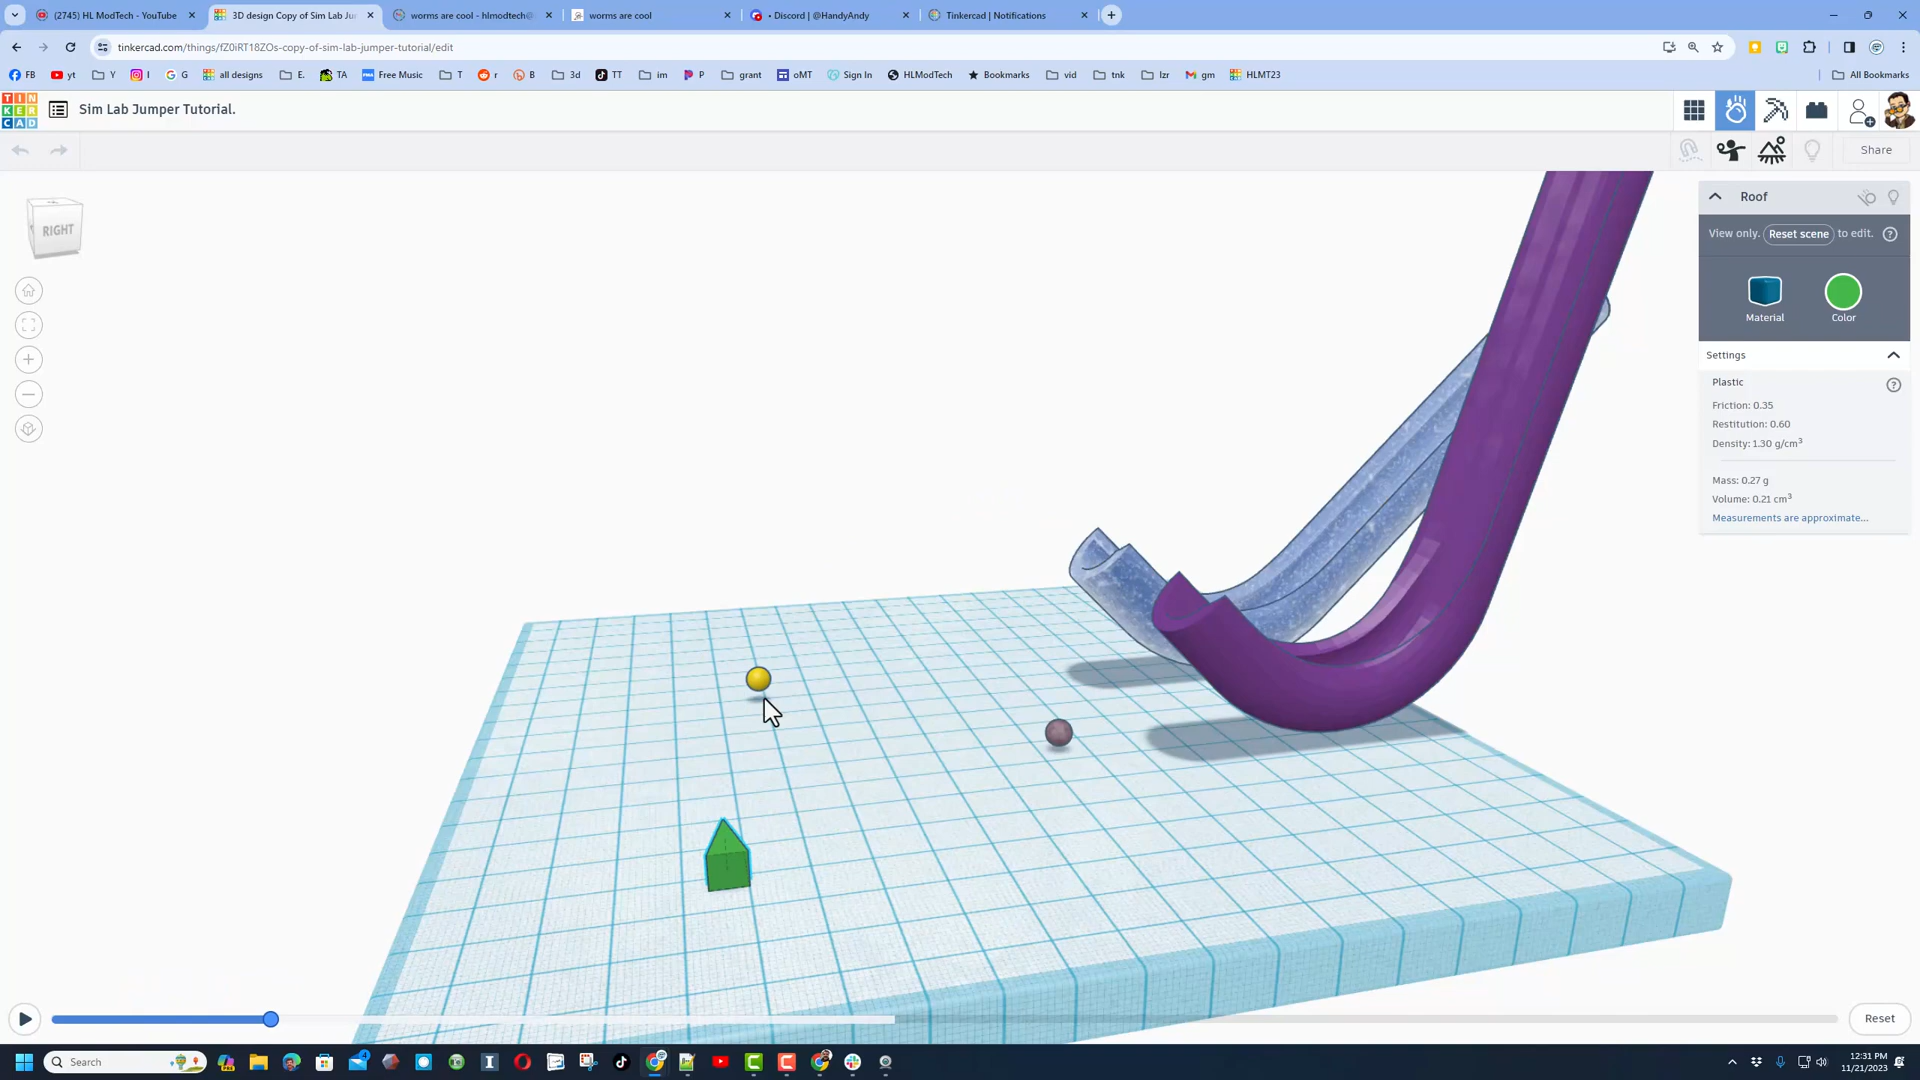 (2745) HL ModTech - YouTube
3D design Copy of Sim Lab Ju
worms are cool - hlmodtech@
worms are cool
• Discord | @HandyAndy
Tinkercad | Notifications
tinkercad.com/things/fZ0iRT18ZOs-copy-of-sim-lab-jumper-tutorial/edit
FB
yt
Y
I
G
all designs
E.
TA
Free Music
T
r
B
3d
TT
im
P
grant
oMT
Sign In
HLModTech
Bookmarks
vid
tnk
lzr
gm
HLMT23
All Bookmarks
TIN
KER
CAD
Sim Lab Jumper Tutorial.
Share
RIGHT
Roof
View only. Reset scene to edit. ?
Material
Color
Settings
Plastic
?
Friction: 0.35
Restitution: 0.60
Density: 1.30 g/cm³
Mass: 0.27 g
Volume: 0.21 cm³
Measurements are approximate...
Reset
Search
12:31 PM
11/21/2023